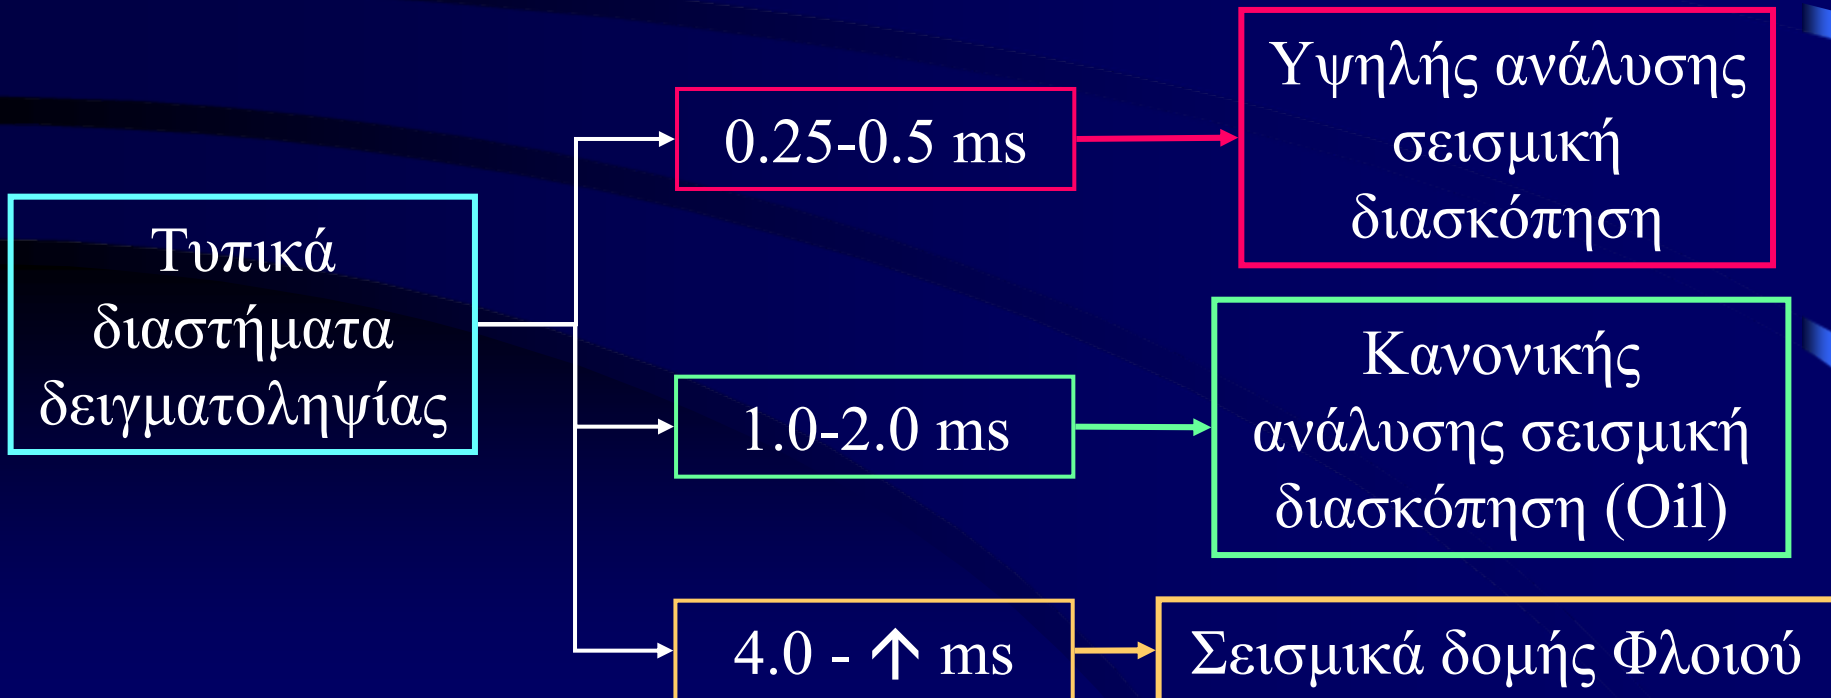 Τυπικά
διαστήματα
δειγματοληψίας
0.25-0.5 ms
Υψηλής ανάλυσης
σεισμική
διασκόπηση
1.0-2.0 ms
Κανονικής
ανάλυσης σεισμική
διασκόπηση (Oil)
4.0 - ↑ ms
Σεισμικά δομής Φλοιού